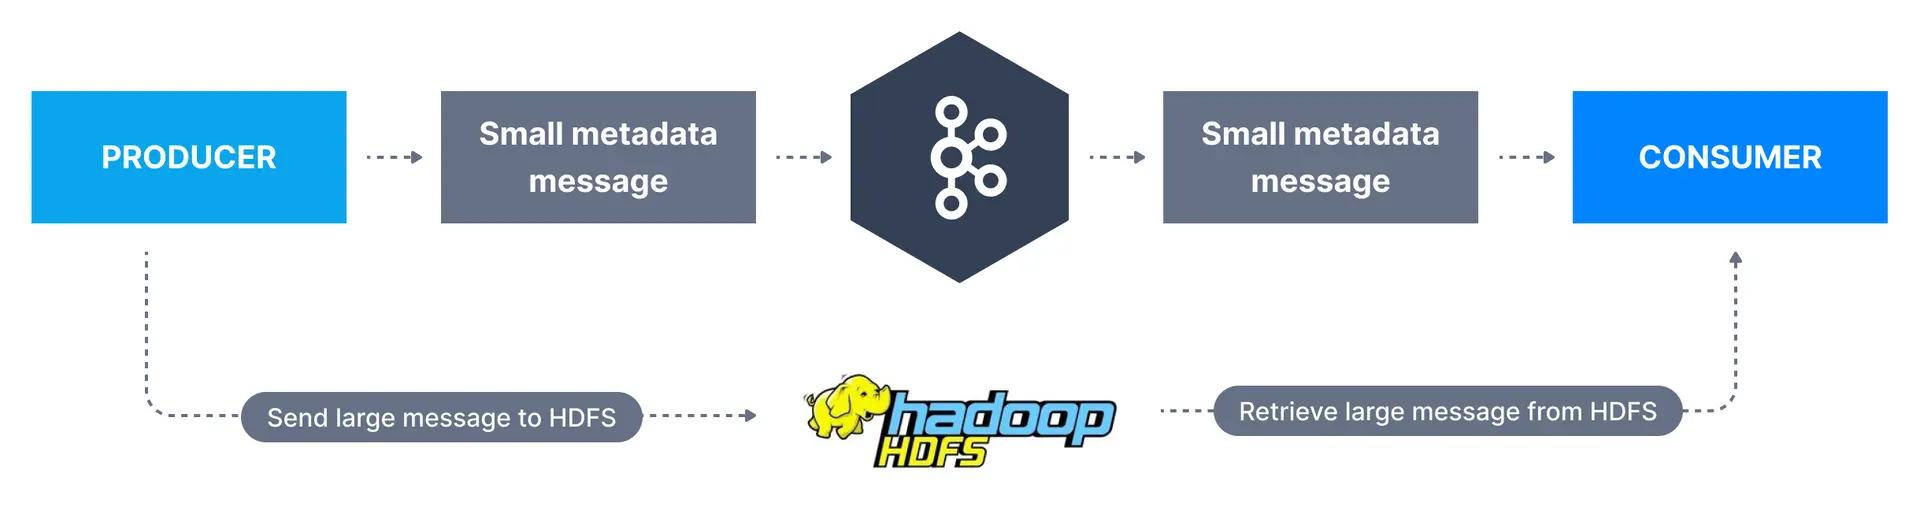 PRODUCER
Small metadata
message
Small metadata
message
CONSUMER
Send large message to HDFS
hadoop
HDFS
Retrieve large message from HDFS